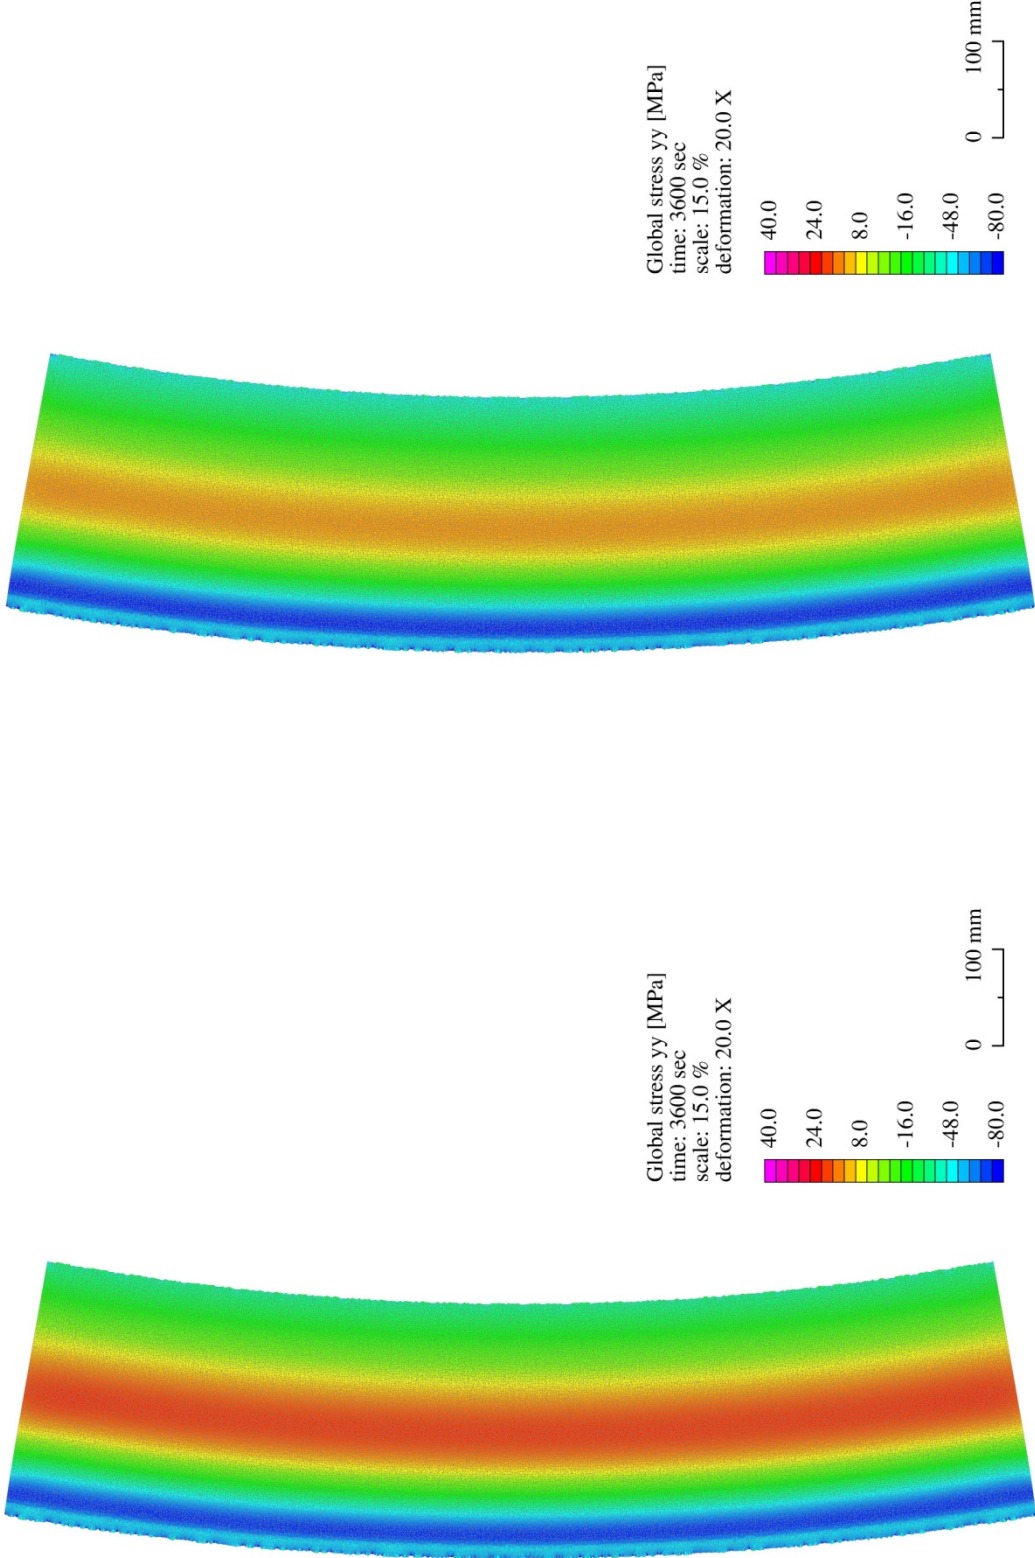 Global stress yy [MPa]
time: 3600 sec
scale: 15.0 %
deformation: 20.0 X
40.0
24.0
8.0
-16.0
-48.0
-80.0
0 100 mm
Global stress yy [MPa]
time: 3600 sec
scale: 15.0 %
deformation: 20.0 X
40.0
24.0
8.0
-16.0
-48.0
-80.0
0 100 mm